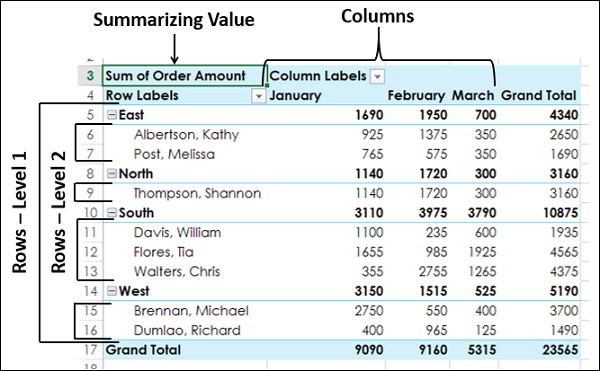 Summarizing Value Columns
2
3 Sum of Order Amount Column Labels
4 Row Labels January February March Grand Total
5 East 1690 1950 700 4340
6 Albertson, Kathy 925 1375 350 2650
7 Post, Melissa 765 575 350 1690
8 North 1140 1720 300 3160
9 Thompson, Shannon 1140 1720 300 3160
10 South 3110 3975 3790 10875
11 Davis, William 1100 235 600 1935
12 Flores, Tia 1655 985 1925 4565
13 Walters, Chris 355 2755 1265 4375
14 West 3150 1515 525 5190
15 Brennan, Michael 2750 550 400 3700
16 Dumlao, Richard 400 965 125 1490
17 Grand Total 9090 9160 5315 23565
18
Rows – Level 1
Rows – Level 2